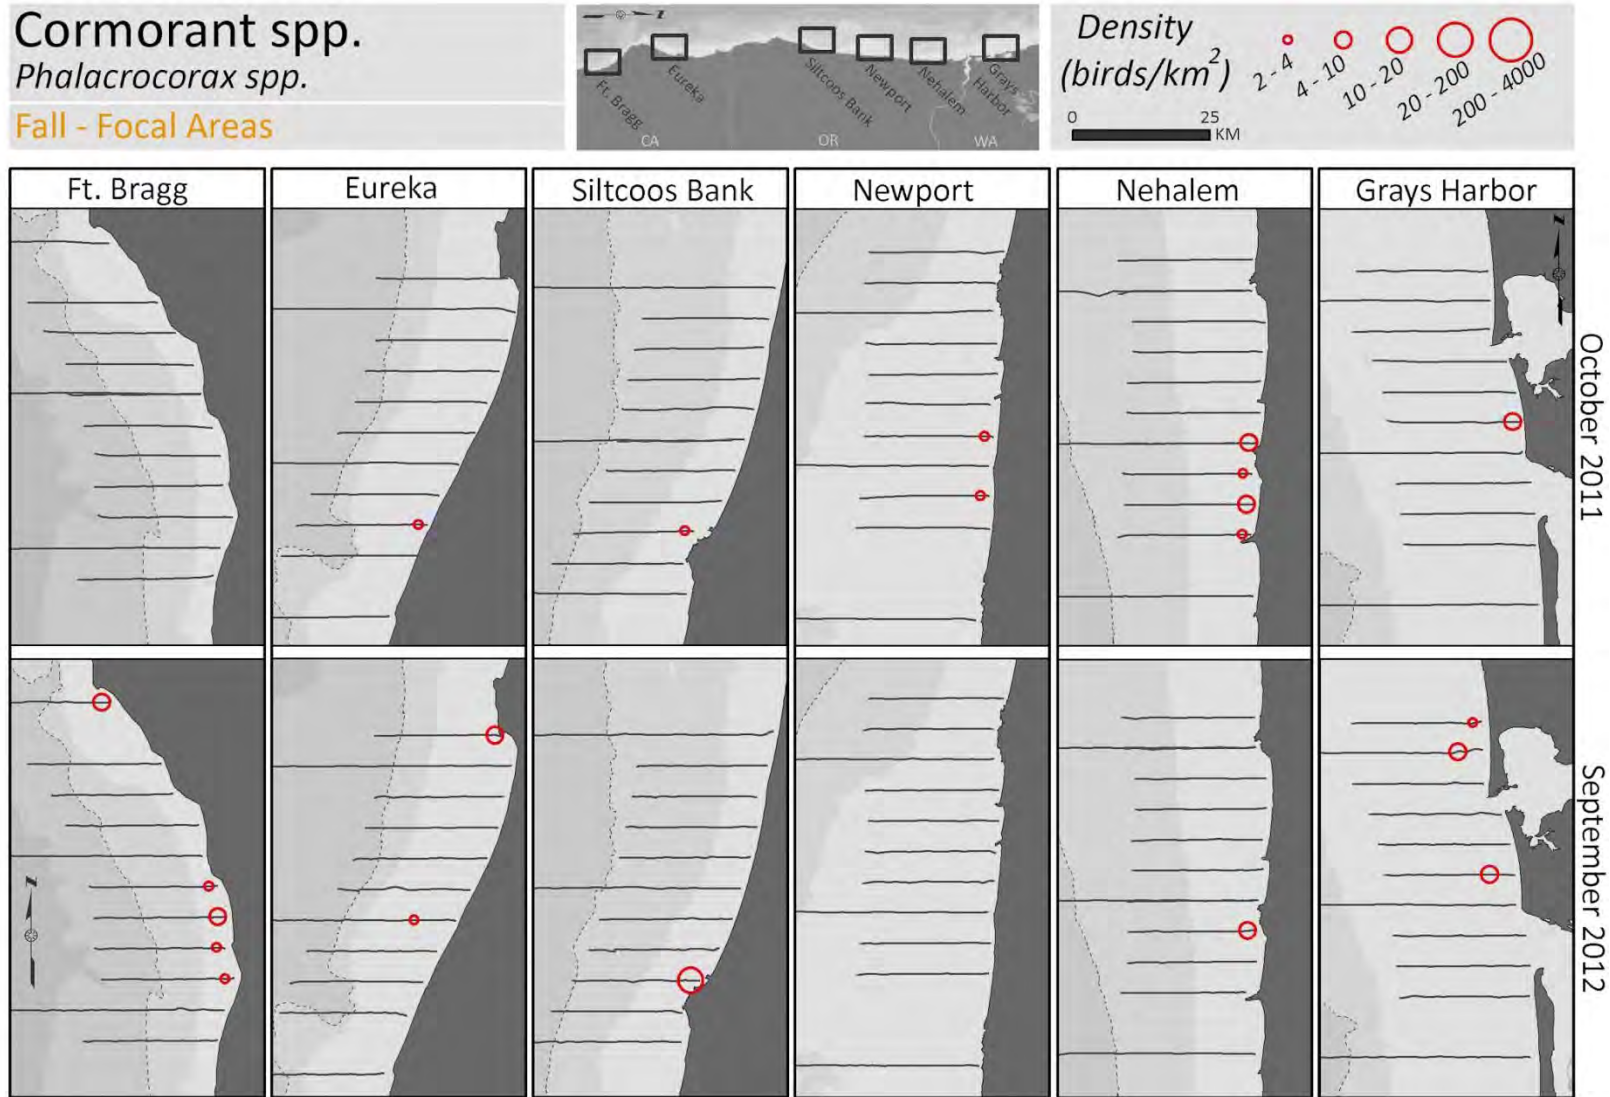 Cormorant spp.
Phalacrocorax spp.
Fall - Focal Areas
Ft. Bragg
Eureka
Siltcoos Bank
Newport
Nehalem
Grays
Harbor
CA
OR
WA
Density
(birds/km²)
2 - 4
4 - 10
10 - 20
20 - 200
200 - 4000
0
25
KM
Ft. Bragg
Eureka
Siltcoos Bank
Newport
Nehalem
Grays Harbor
October 2011
September 2012